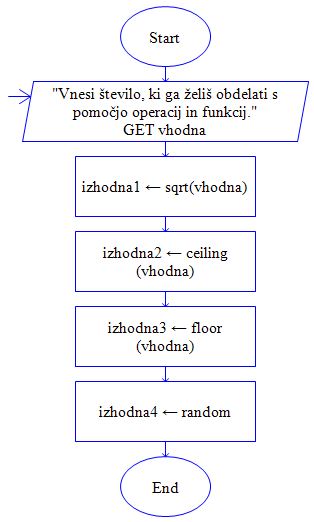 Start
"Vnesi število, ki ga želiš obdelati s
pomočjo operacij in funkcij."
GET vhodna
izhodna1 ← sqrt(vhodna)
izhodna2 ← ceiling
(vhodna)
izhodna3 ← floor
(vhodna)
izhodna4 ← random
End